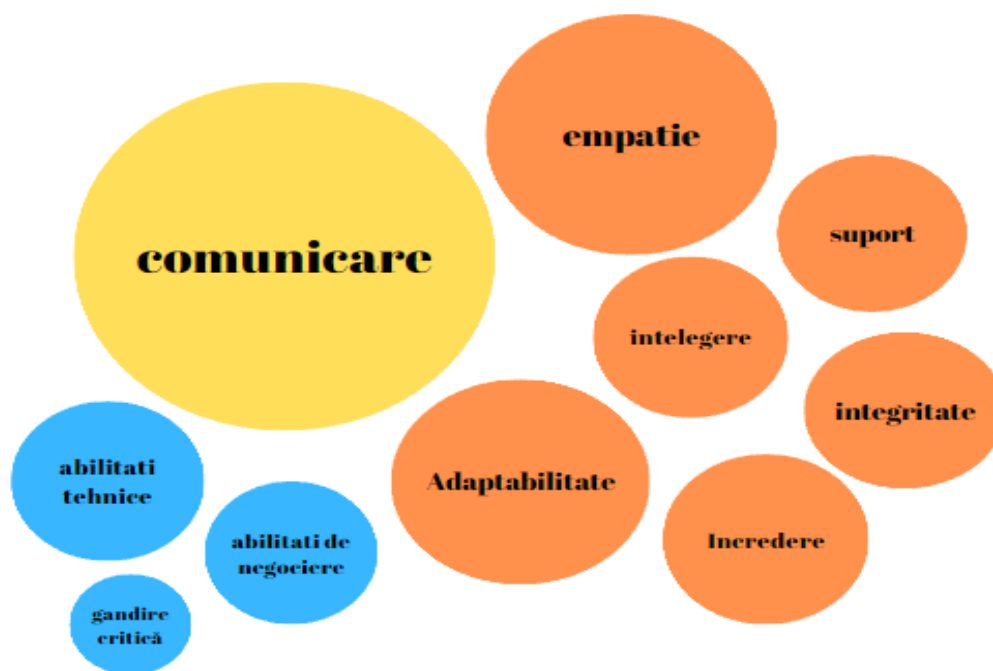 empatie
suport
comunicare
intelegere
integritate
Adaptabilitate
Incredere
abilitati
tehnice
abilitati de
negociere
gandire
critică